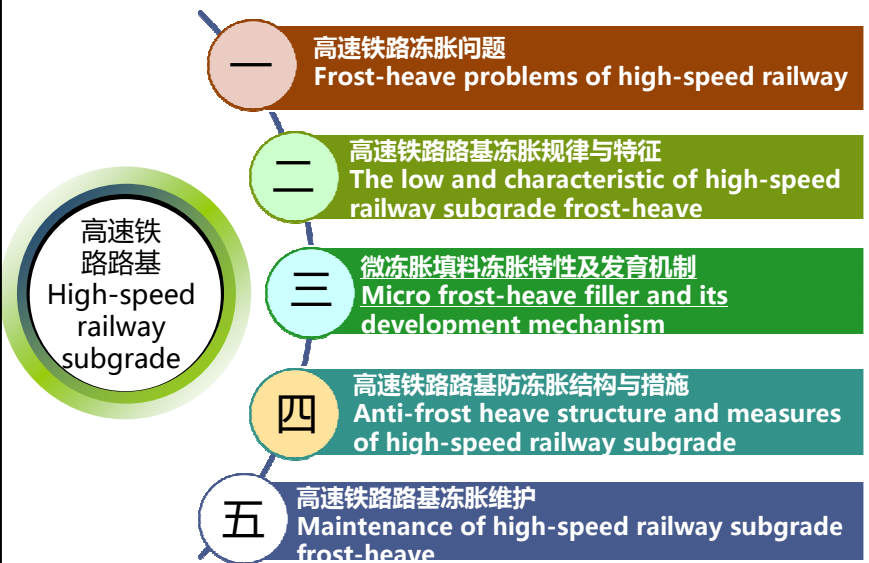 高速铁
路路基
High-speed
railway
subgrade
一
高速铁路冻胀问题
Frost-heave problems of high-speed railway
二
高速铁路路基冻胀规律与特征
The low and characteristic of high-speed
railway subgrade frost-heave
三
微冻胀填料冻胀特性及发育机制
Micro frost-heave filler and its
development mechanism
四
高速铁路路基防冻胀结构与措施
Anti-frost heave structure and measures
of high-speed railway subgrade
五
高速铁路路基冻胀维护
Maintenance of high-speed railway subgrade
frost-heave